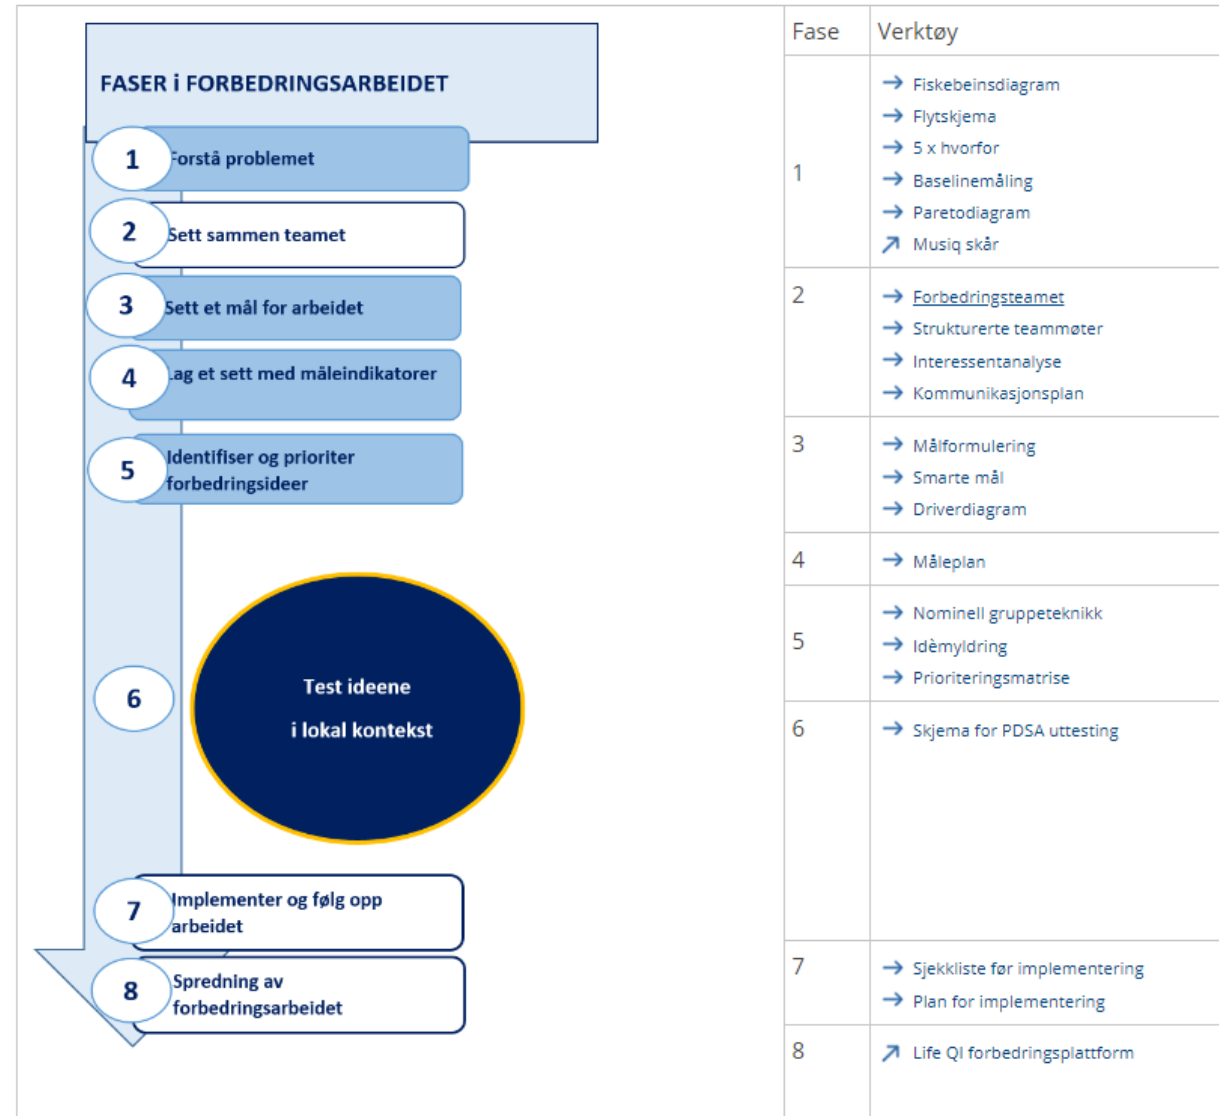 FASER i FORBEDRINGSARBEIDET
1
Forstå problemet
2
Sett sammen teamet
3
Sett et mål for arbeidet
4
Lag et sett med måleindikatorer
5
Identifiser og prioriter
forbedringsideer
6
Test ideene
i lokal kontekst
7
Implementer og følg opp
arbeidet
8
Spredning av
forbedringsarbeidet
Fase Verktøy
1
→ Fiskebeinsdiagram
→ Flytskjema
→ 5 x hvorfor
→ Baselinemåling
→ Paretodiagram
↗ Musiq skår
2
→ Forbedringsteamet
→ Strukturerte teammøter
→ Interessentanalyse
→ Kommunikasjonsplan
3
→ Målformulering
→ Smarte mål
→ Driverdiagram
4
→ Måleplan
5
→ Nominell gruppeteknikk
→ Idèmyldring
→ Prioriteringsmatrise
6
→ Skjema for PDSA uttesting
7
→ Sjekkliste før implementering
→ Plan for implementering
8
↗ Life QI forbedringsplattform